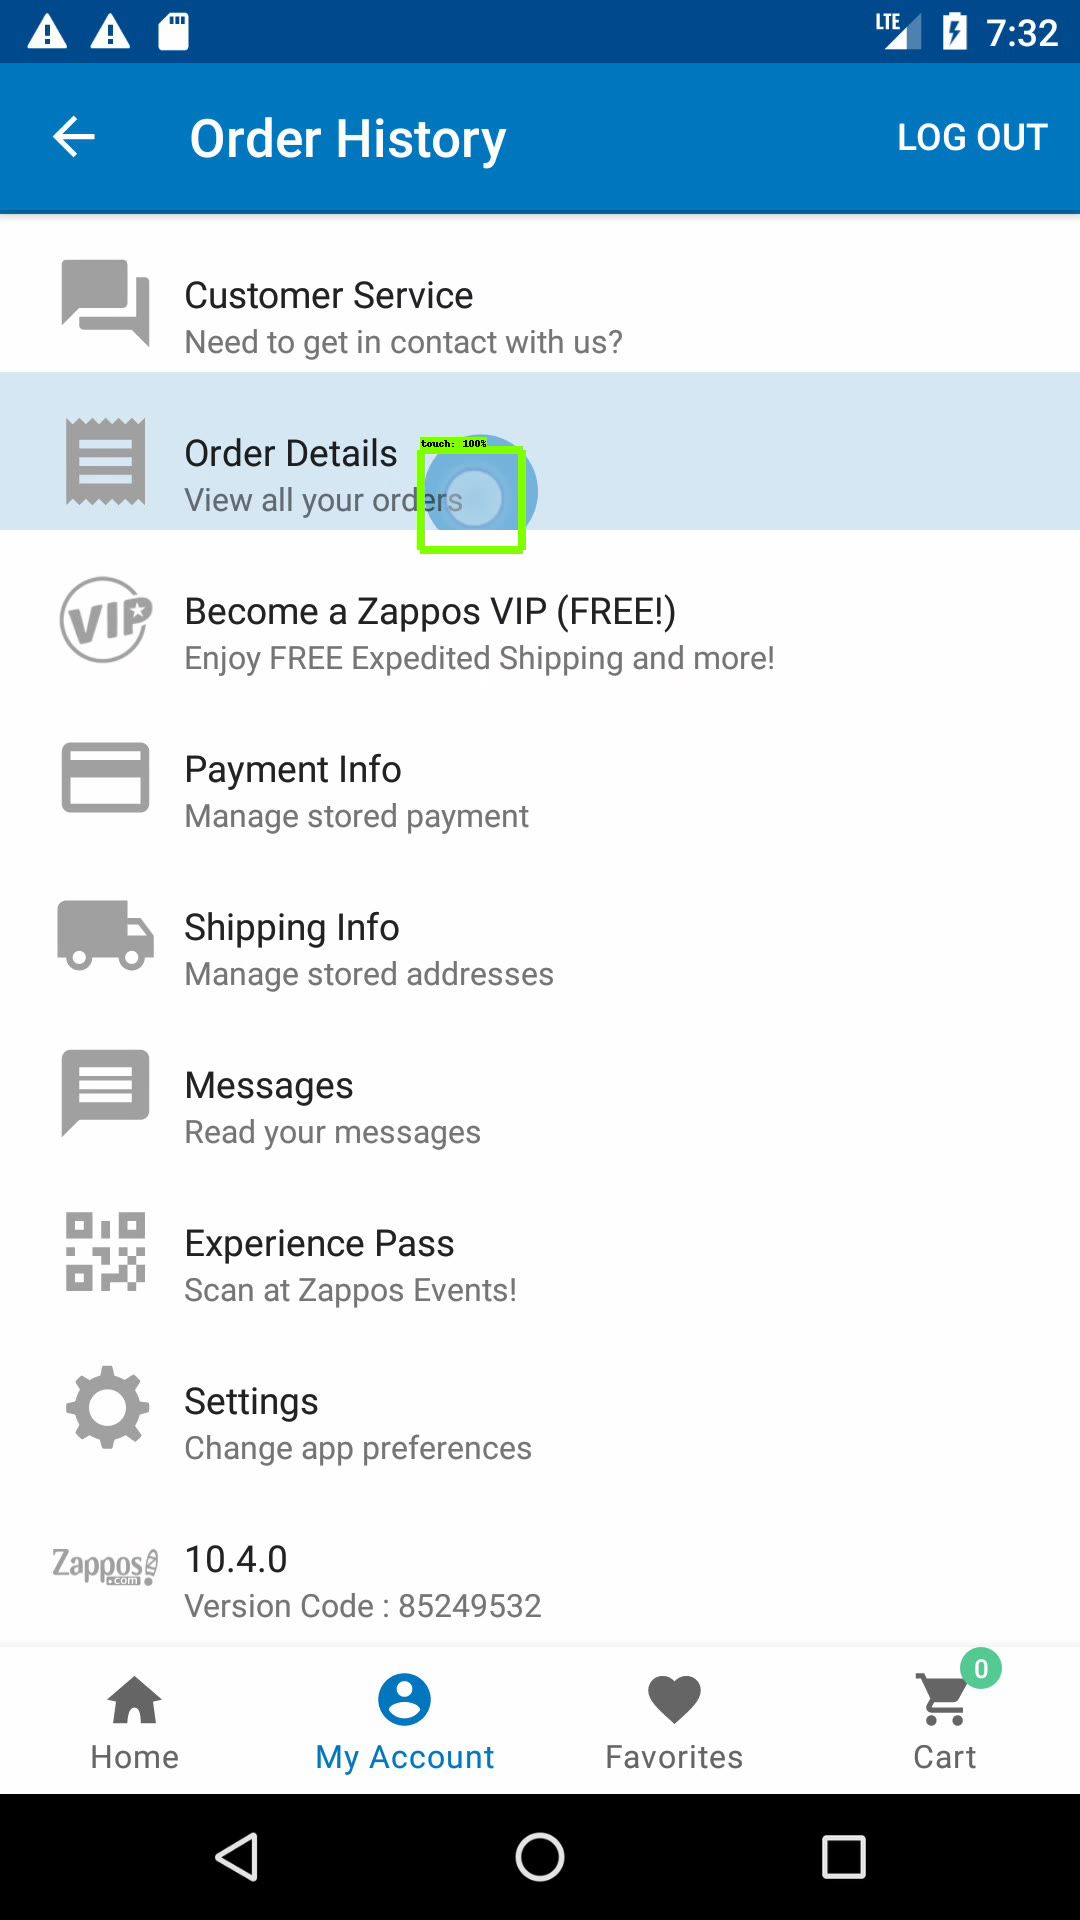 LTE 7:32
Order History LOG OUT
Customer Service
Need to get in contact with us?
touch: 100%
Order Details
View all your orders
VIP
Become a Zappos VIP (FREE!)
Enjoy FREE Expedited Shipping and more!
Payment Info
Manage stored payment
Shipping Info
Manage stored addresses
Messages
Read your messages
Experience Pass
Scan at Zappos Events!
Settings
Change app preferences
Zappos
.com
10.4.0
Version Code : 85249532
0
Home My Account Favorites Cart